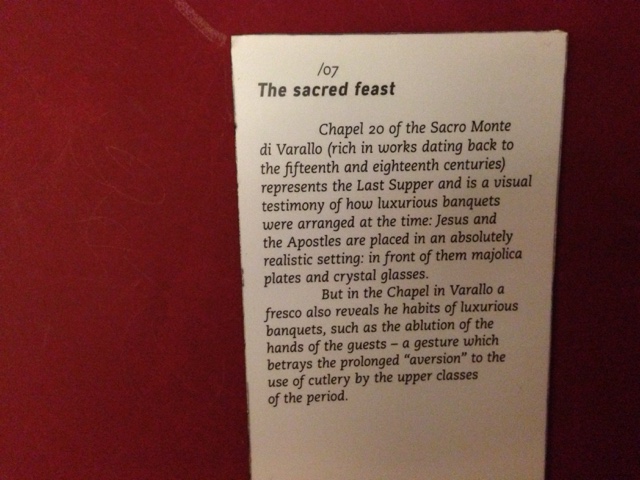 /07
The sacred feast
Chapel 20 of the Sacro Monte
di Varallo (rich in works dating back to
the fifteenth and eighteenth centuries)
represents the Last Supper and is a visual
testimony of how luxurious banquets
were arranged at the time: Jesus and
the Apostles are placed in an absolutely
realistic setting: in front of them majolica
plates and crystal glasses.
But in the Chapel in Varallo a
fresco also reveals he habits of luxurious
banquets, such as the ablution of the
hands of the guests – a gesture which
betrays the prolonged "aversion" to the
use of cutlery by the upper classes
of the period.